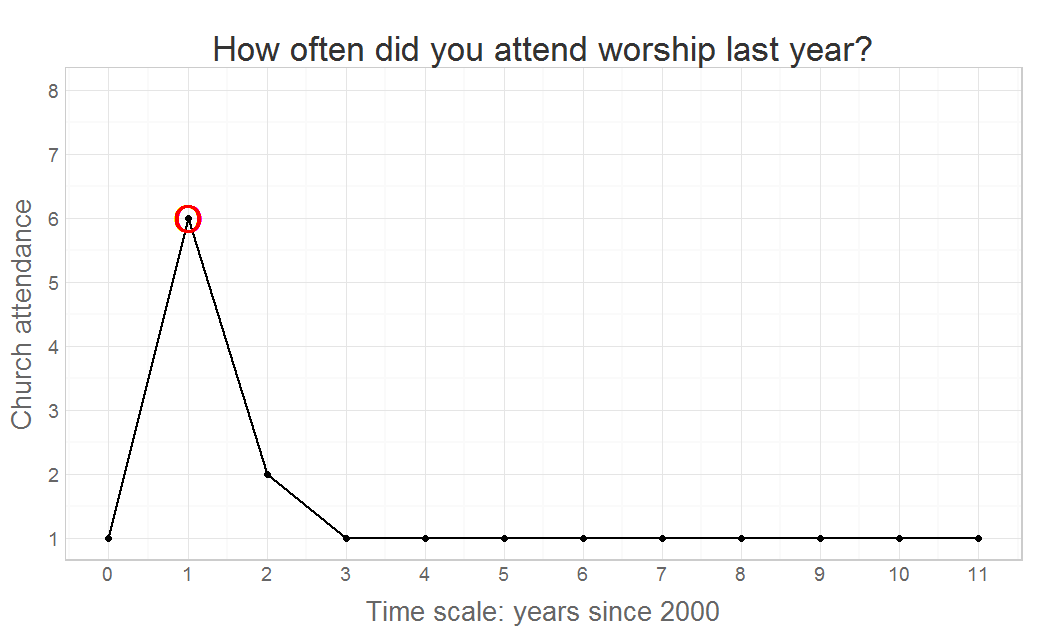 How often did you attend worship last year?
8
7
6
5
4
3
2
1
Church attendance
0 1 2 3 4 5 6 7 8 9 10 11
Time scale: years since 2000